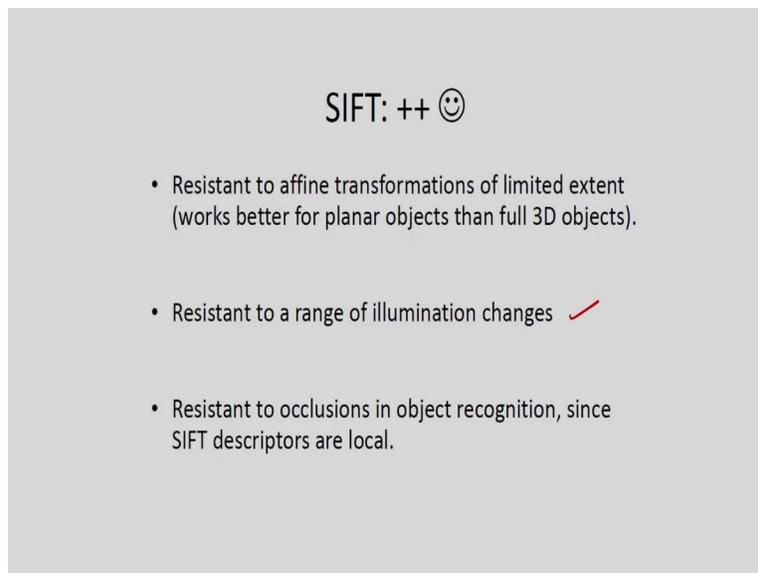 SIFT: ++ ☺
• Resistant to affine transformations of limited extent
(works better for planar objects than full 3D objects).
• Resistant to a range of illumination changes
• Resistant to occlusions in object recognition, since
SIFT descriptors are local.